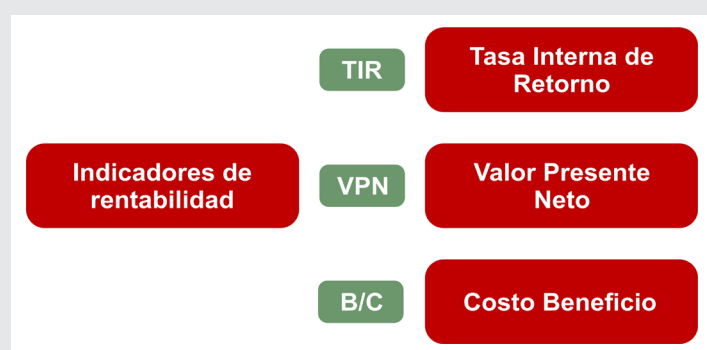 TIR
Tasa Interna de
Retorno
Indicadores de
rentabilidad
VPN
Valor Presente
Neto
B/C
Costo Beneficio